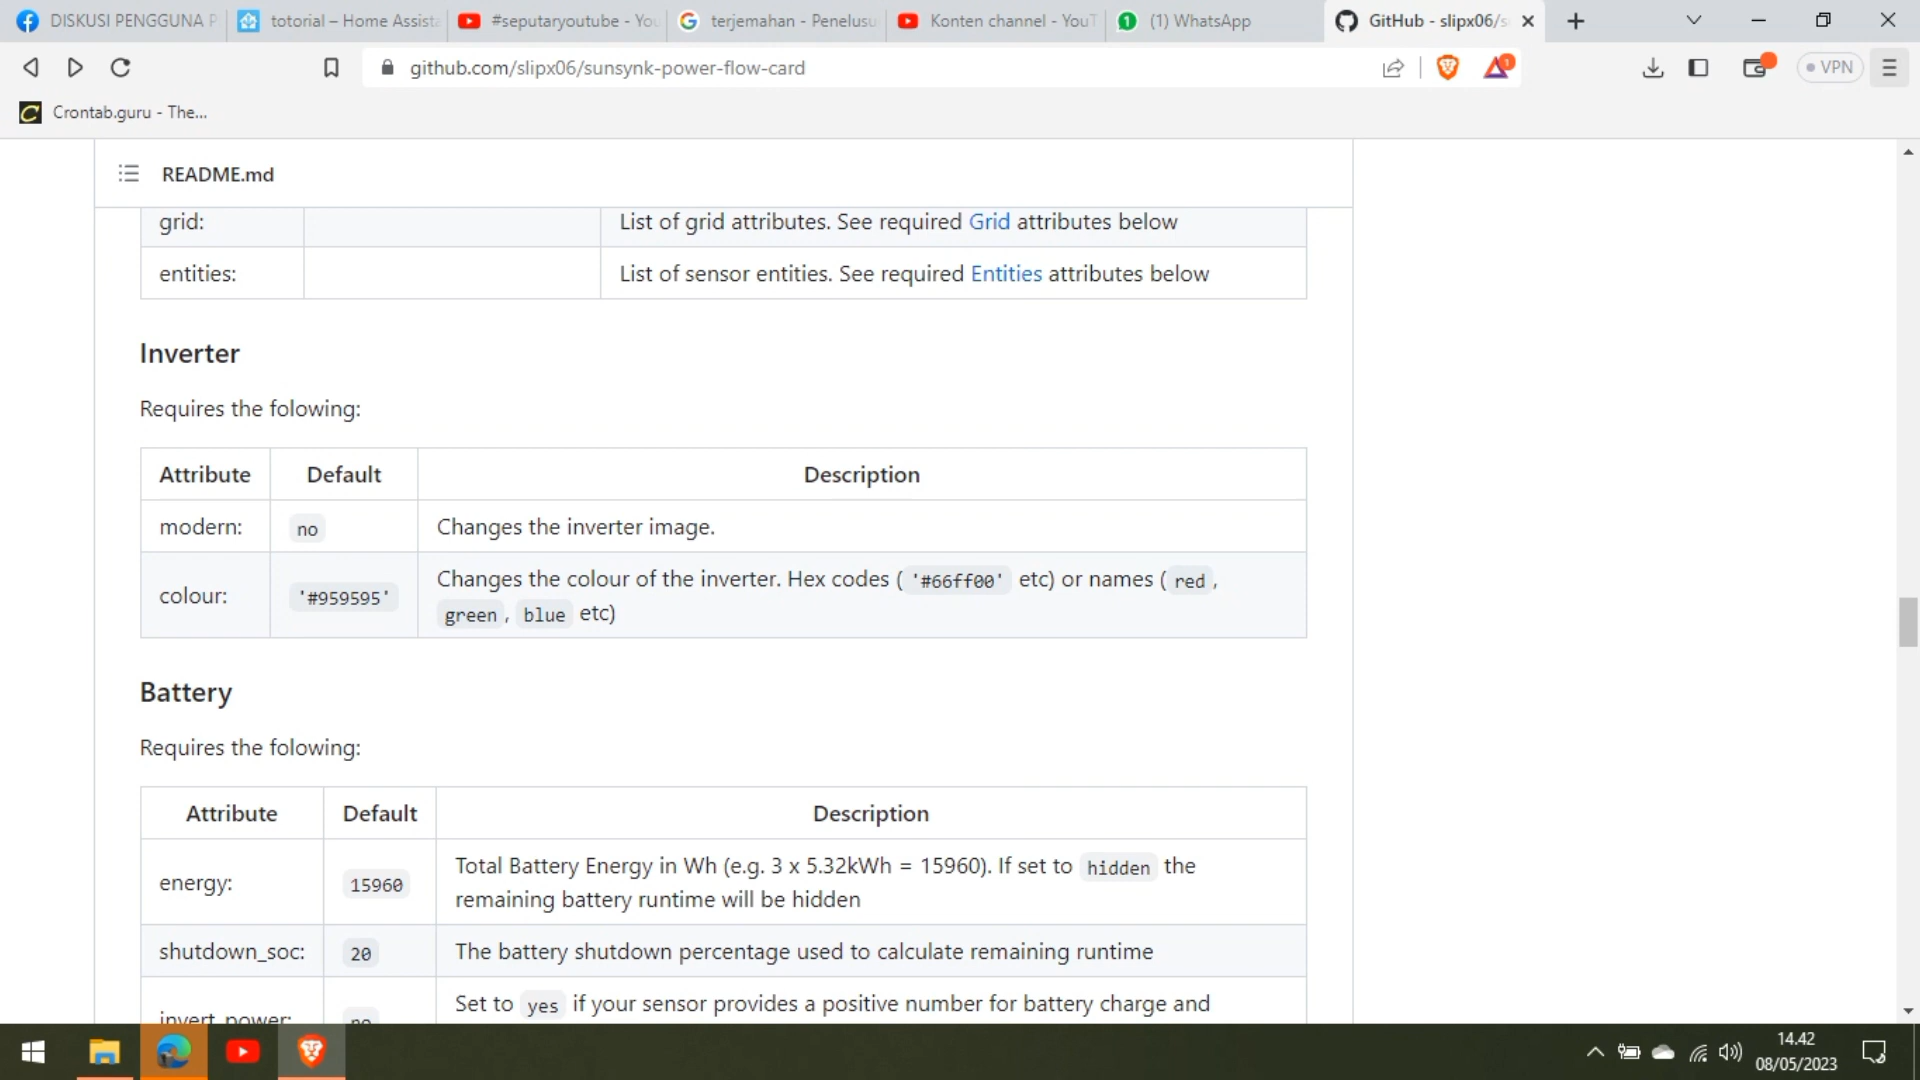 DISKUSI PENGGUNA P
totorial – Home Assista
#seputaryoutube - You
terjemahan - Penelusu
Konten channel - YouT
(1) WhatsApp
GitHub - slipx06/s
github.com/slipx06/sunsynk-power-flow-card
1
VPN
Crontab.guru - The...
README.md
grid:
List of grid attributes. See required Grid attributes below
entities:
List of sensor entities. See required Entities attributes below
Inverter
Requires the folowing:
Attribute Default Description
modern: no Changes the inverter image.
colour: '#959595' Changes the colour of the inverter. Hex codes ( '#66ff00' etc) or names ( red ,
green , blue etc)
Battery
Requires the following:
Attribute Default Description
energy: 15960 Total Battery Energy in Wh (e.g. 3 x 5.32kWh = 15960). If set to hidden the
remaining battery runtime will be hidden
shutdown_soc: 20 The battery shutdown percentage used to calculate remaining runtime
invert_power: no Set to yes if your sensor provides a positive number for battery charge and
14.42
08/05/2023